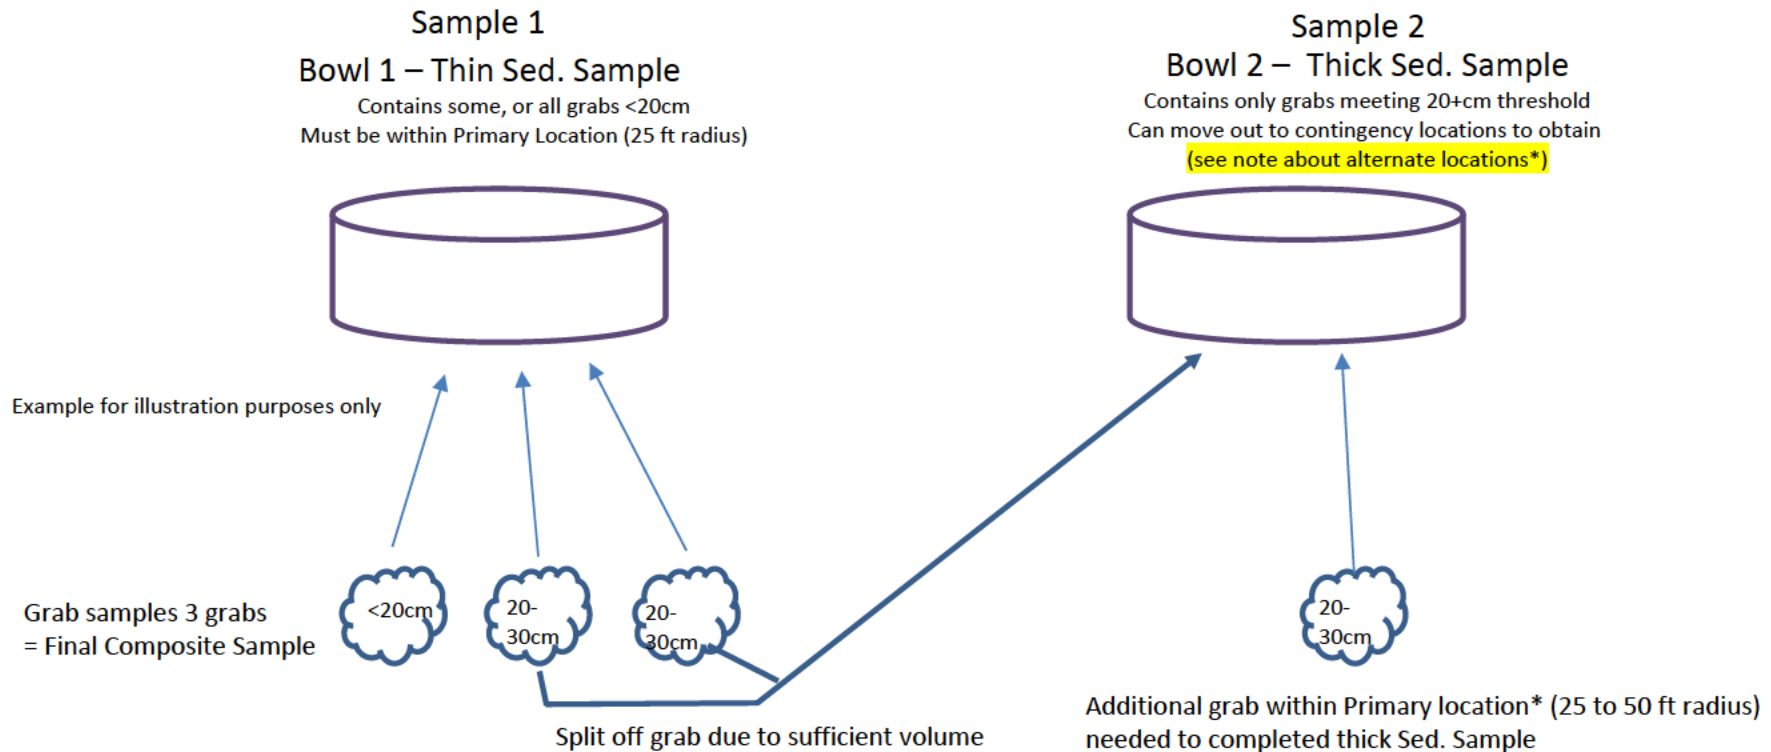 Sample 1
Bowl 1 – Thin Sed. Sample
Contains some, or all grabs <20cm
Must be within Primary Location (25 ft radius)
Sample 2
Bowl 2 – Thick Sed. Sample
Contains only grabs meeting 20+cm threshold
Can move out to contingency locations to obtain
(see note about alternate locations*)
Example for illustration purposes only
Grab samples 3 grabs
= Final Composite Sample
<20cm
20-
30cm
20-
30cm
20-
30cm
Split off grab due to sufficient volume
Additional grab within Primary location* (25 to 50 ft radius)
needed to completed thick Sed. Sample